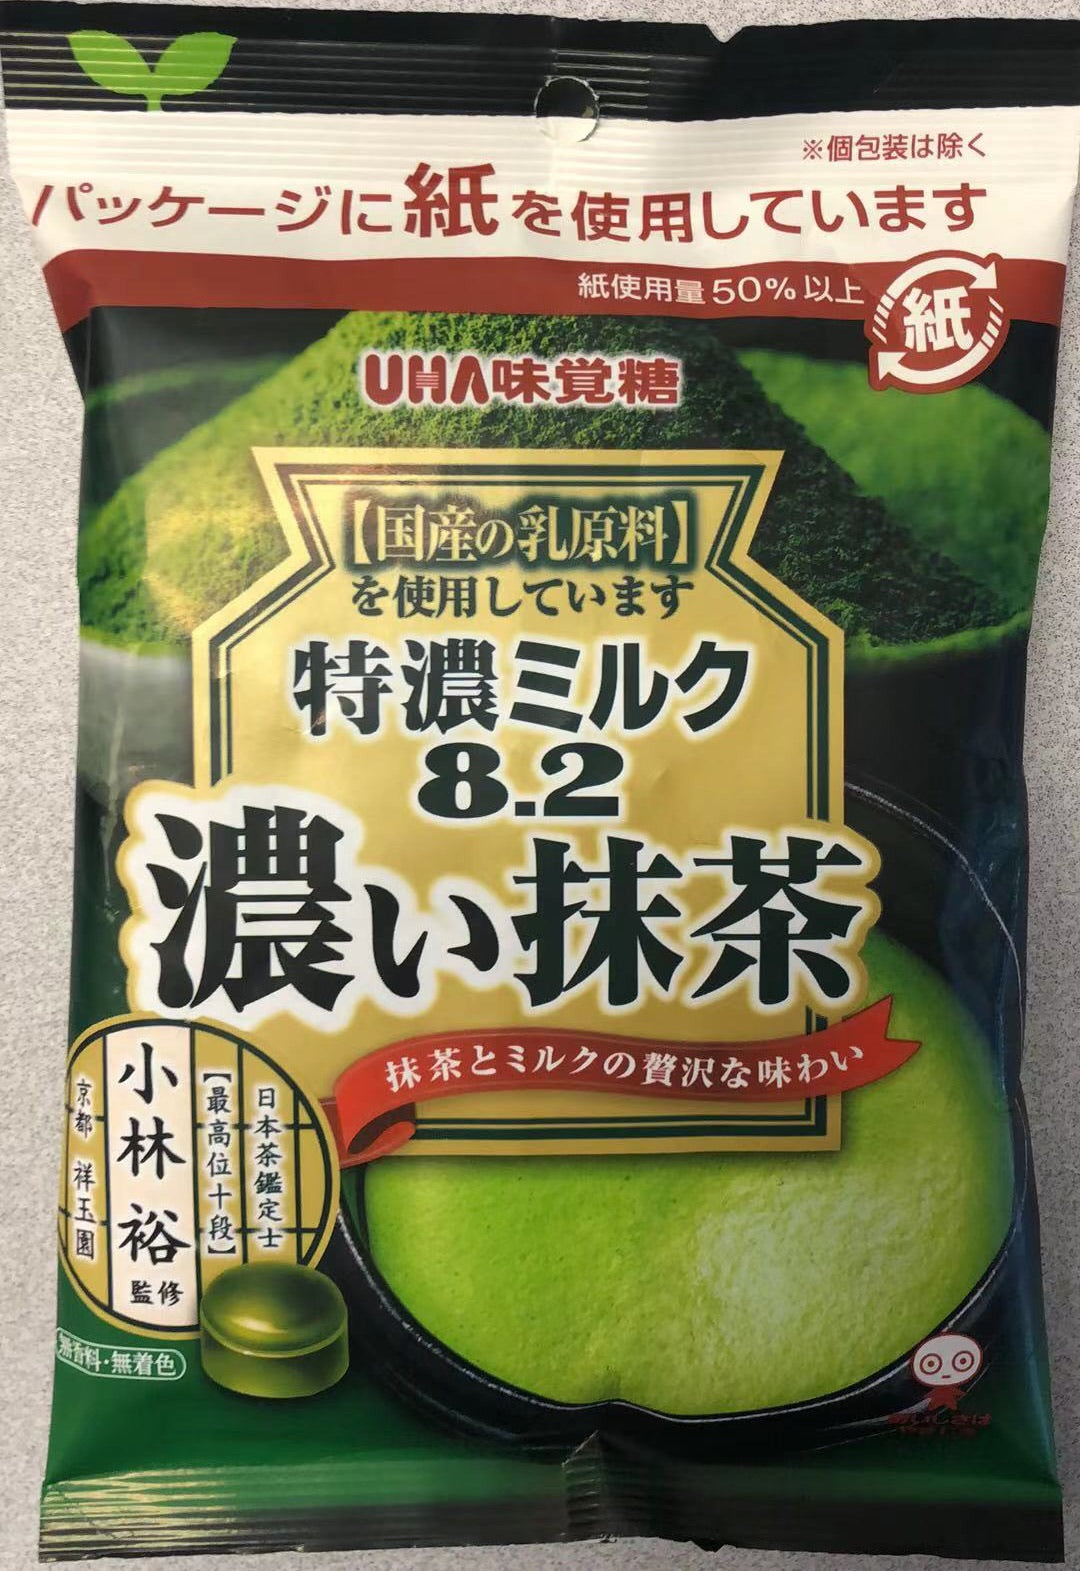 ※個包装は除く
パッケージに紙を使用しています
紙使用量50%以上
紙
UHA味覚糖
【国産の乳原料】
を使用しています
特濃ミルク
8.2
濃い抹茶
抹茶とミルクの贅沢な味わい
日本茶鑑定士
【最高位十段】
小林裕監修
京都 祥玉園
無香料・無着色
おいしさは